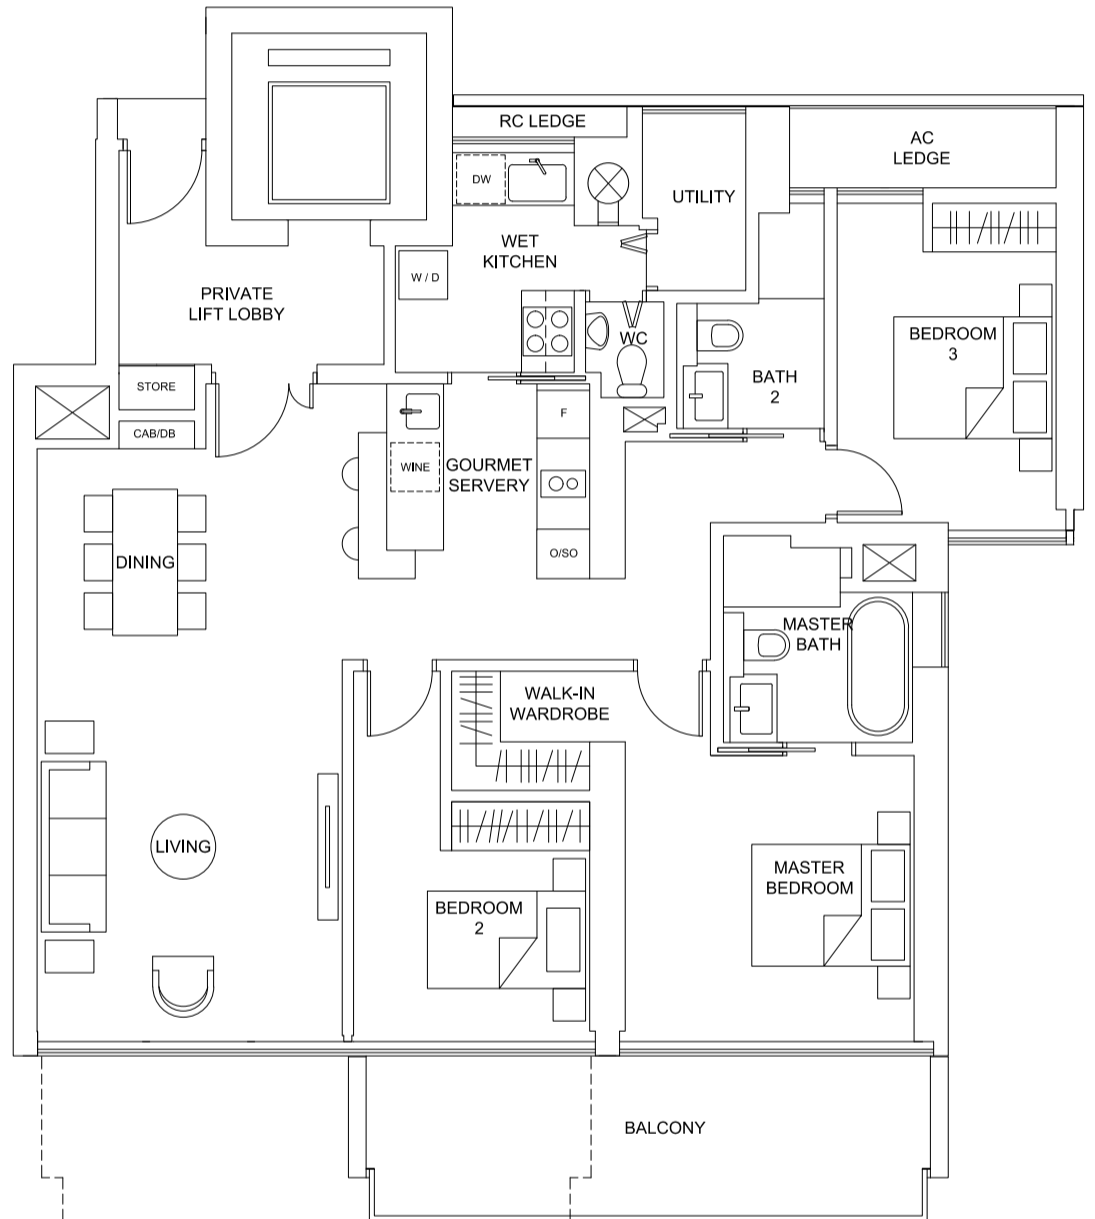 RC LEDGE
AC
LEDGE
DW
UTILITY
WET
KITCHEN
W / D
PRIVATE
LIFT LOBBY
WC
BEDROOM
3
BATH
2
STORE
CAB/DB
F
WINE
GOURMET
SERVERY
O/SO
DINING
MASTER
BATH
WALK-IN
WARDROBE
LIVING
MASTER
BEDROOM
BEDROOM
2
BALCONY